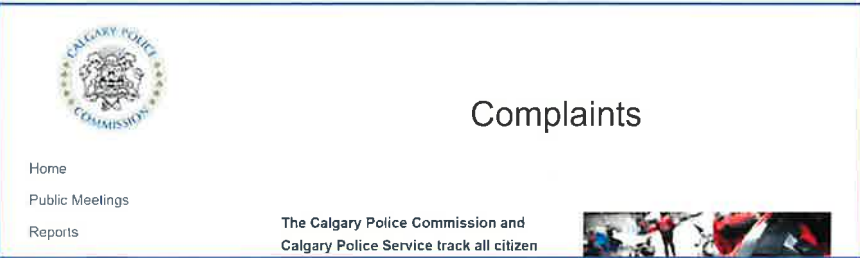 CALGARY POLICE
COMMISSION
Complaints
Home
Public Meetings
Reports
The Calgary Police Commission and
Calgary Police Service track all citizen